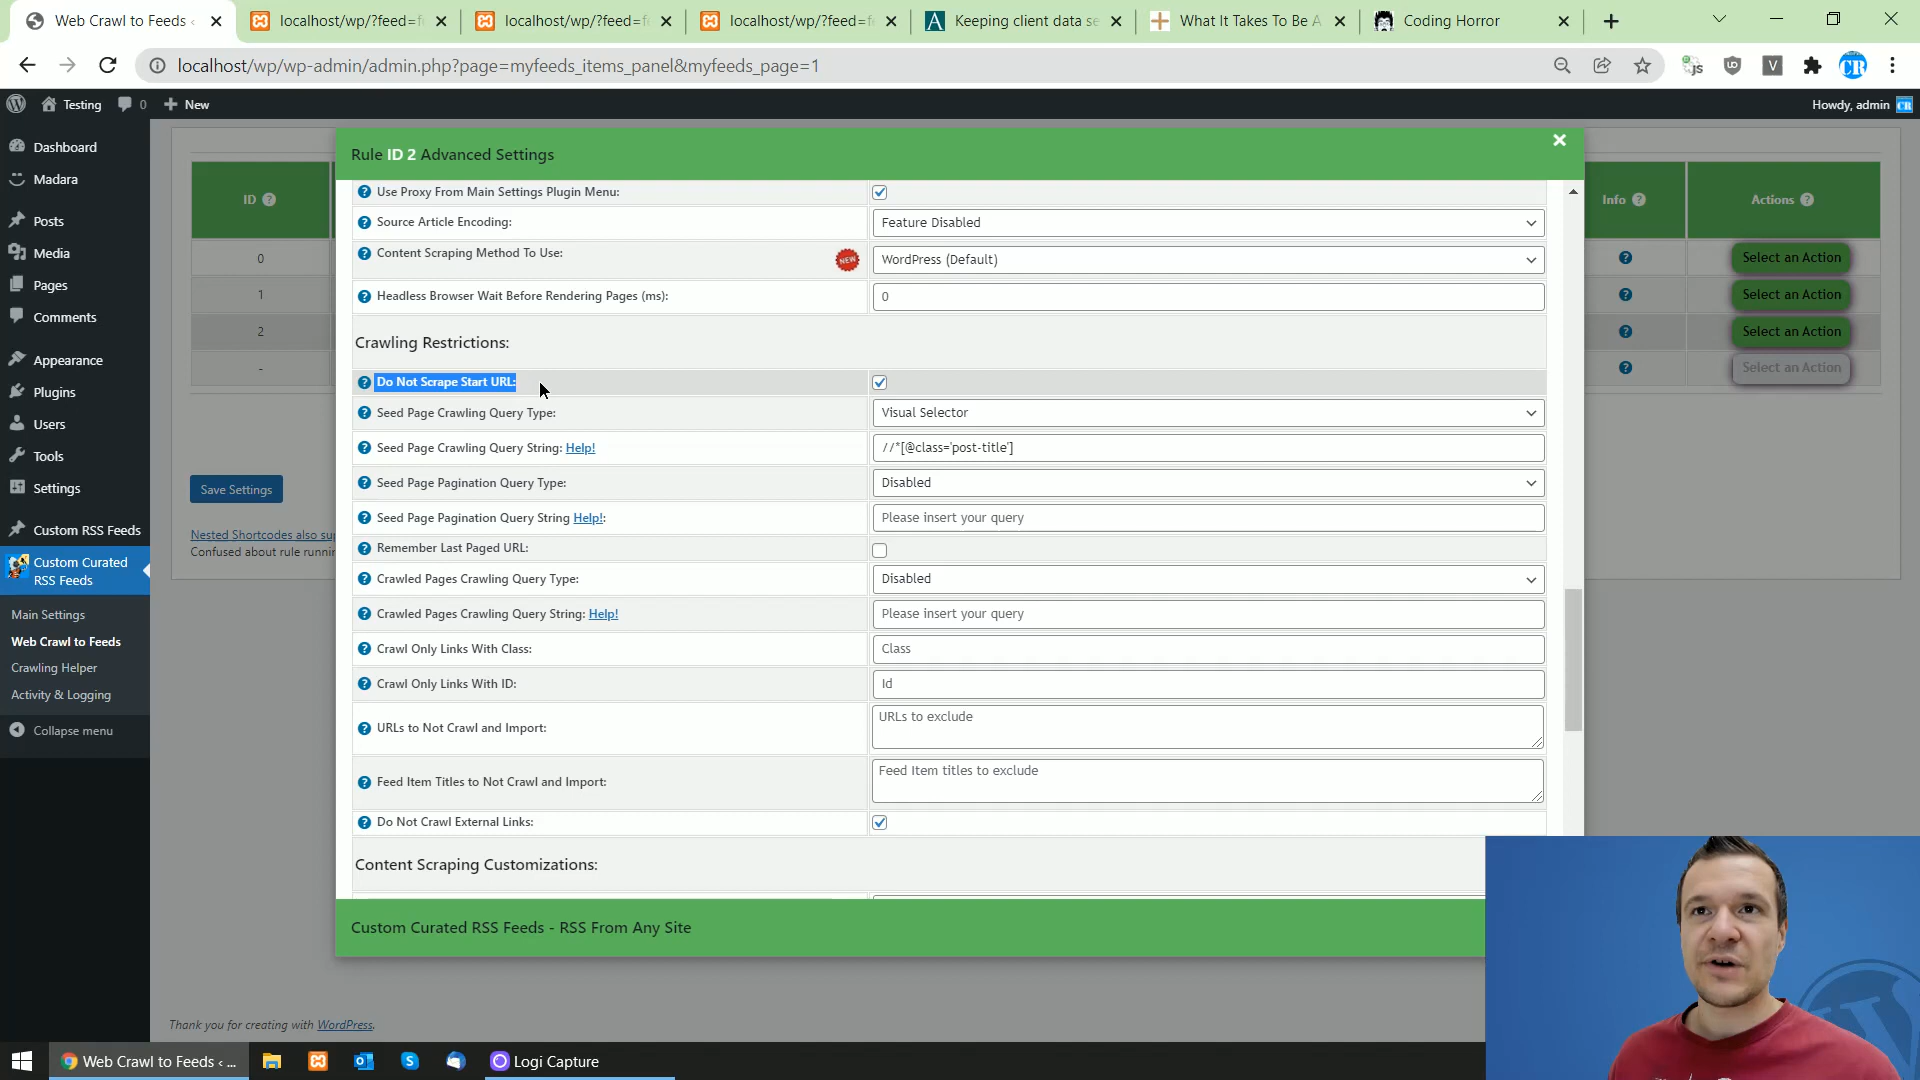 Web Crawl to Feeds ‹
localhost/wp/?feed=f
localhost/wp/?feed=f
localhost/wp/?feed=f
Keeping client data se
What It Takes To Be A
Coding Horror
localhost/wp/wp-admin/admin.php?page=myfeeds_items_panel&myfeeds_page=1
Testing
0
New
Howdy, admin
Dashboard
Madara
Posts
Media
Pages
Comments
Appearance
Plugins
Users
Tools
Settings
Custom RSS Feeds
Custom Curated
RSS Feeds
Main Settings
Web Crawl to Feeds
Crawling Helper
Activity & Logging
Collapse menu
ID
0
1
2
-
Save Settings
Nested Shortcodes also su
Confused about rule runnin
Rule ID 2 Advanced Settings
Use Proxy From Main Settings Plugin Menu:
Source Article Encoding:
Feature Disabled
Content Scraping Method To Use:
NEW
WordPress (Default)
Headless Browser Wait Before Rendering Pages (ms):
0
Crawling Restrictions:
Do Not Scrape Start URL:
Seed Page Crawling Query Type:
Visual Selector
Seed Page Crawling Query String: Help!
//*[@class='post-title']
Seed Page Pagination Query Type:
Disabled
Seed Page Pagination Query String Help!:
Please insert your query
Remember Last Paged URL:
Crawled Pages Crawling Query Type:
Disabled
Crawled Pages Crawling Query String: Help!
Please insert your query
Crawl Only Links With Class:
Class
Crawl Only Links With ID:
Id
URLs to Not Crawl and Import:
URLs to exclude
Feed Item Titles to Not Crawl and Import:
Feed Item titles to exclude
Do Not Crawl External Links:
Content Scraping Customizations:
Custom Curated RSS Feeds - RSS From Any Site
Info
Actions
Select an Action
Select an Action
Select an Action
Select an Action
Thank you for creating with WordPress.
Web Crawl to Feeds ‹ ...
Logi Capture